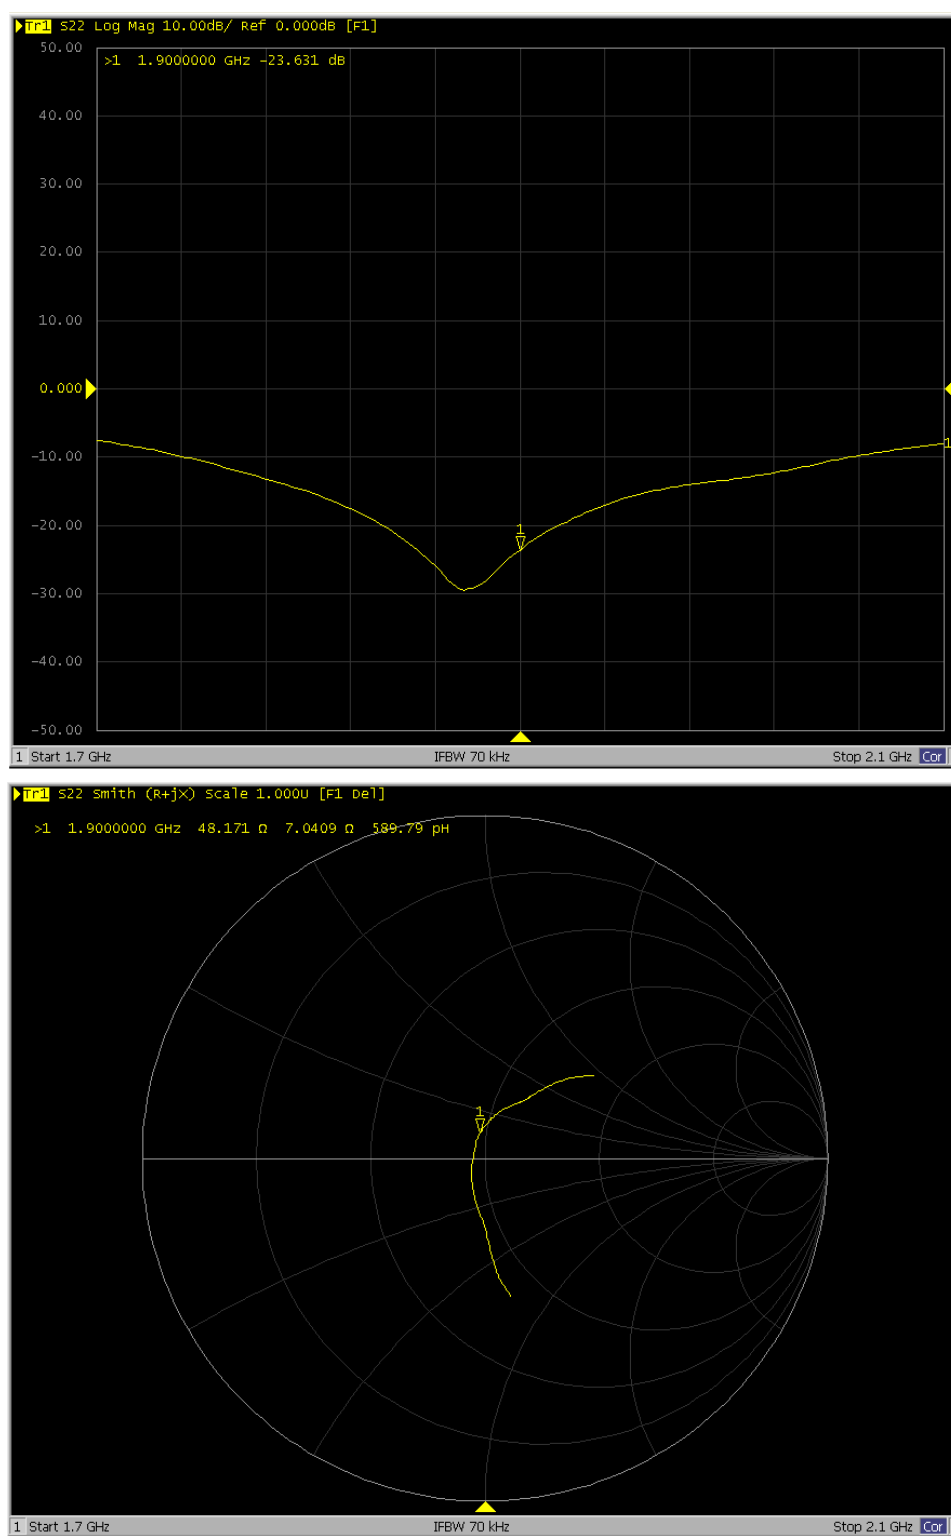 Tr1 S22 Log Mag 10.00dB/ Ref 0.000dB [F1]
50.00
>1 1.9000000 GHz -23.631 dB
40.00
30.00
20.00
10.00
0.000
-10.00
1
-20.00
1
-30.00
-40.00
-50.00
1 Start 1.7 GHz IFBW 70 kHz Stop 2.1 GHz Cor
Tr1 S22 Smith (R+jX) Scale 1.000U [F1 Del]
>1 1.9000000 GHz 48.171 Ω 7.0409 Ω 589.79 pH
1
1 Start 1.7 GHz IFBW 70 kHz Stop 2.1 GHz Cor